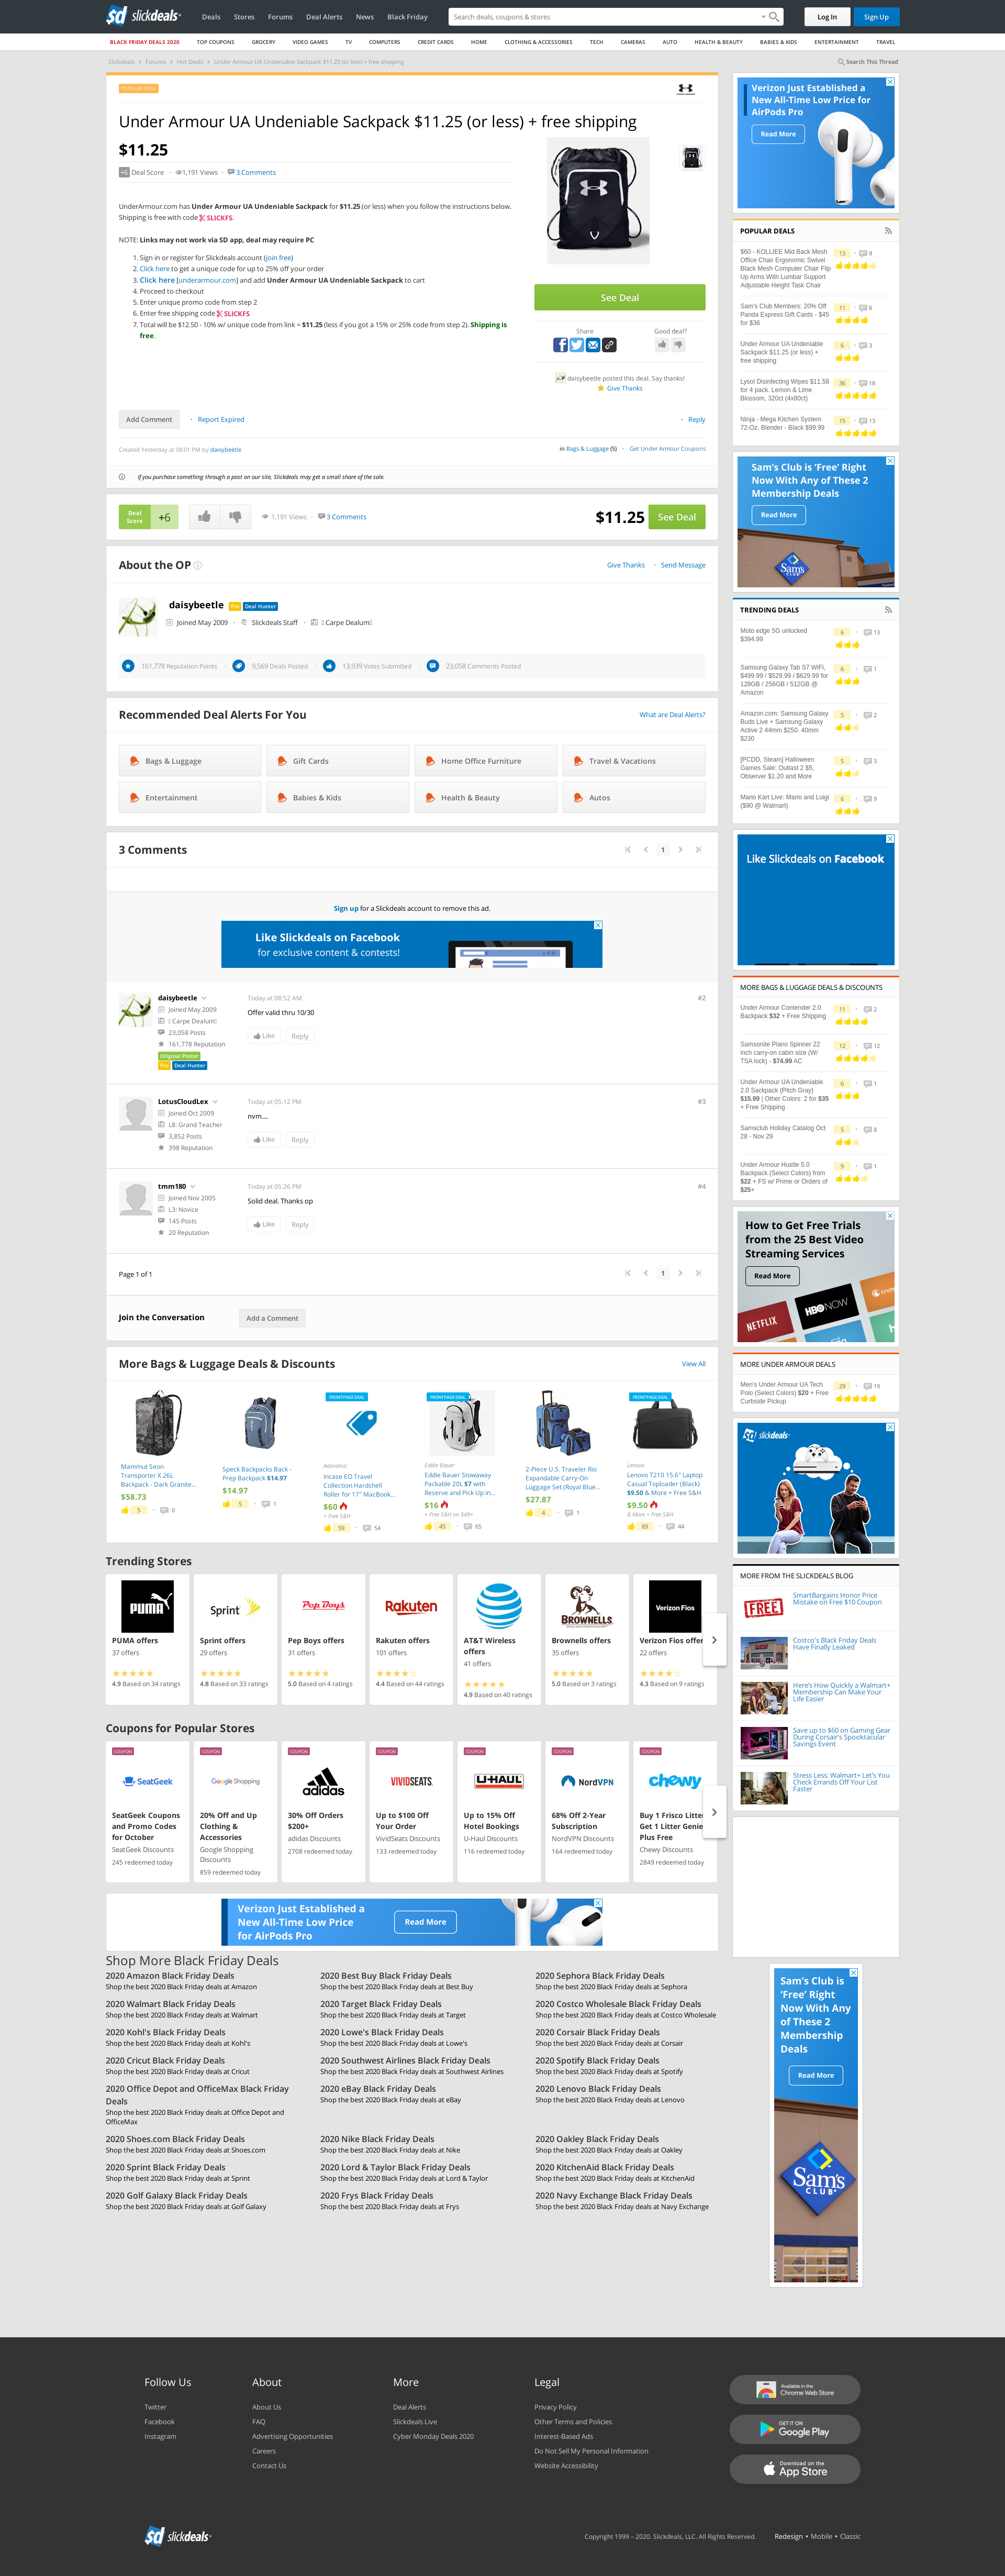 slickdeals
Deals Stores Forums Deal Alerts News Black Friday
Search deals, coupons & stores
Log In Sign Up
BLACK FRIDAY DEALS 2020 TOP COUPONS GROCERY VIDEO GAMES TV COMPUTERS CREDIT CARDS HOME CLOTHING & ACCESSORIES TECH CAMERAS AUTO HEALTH & BEAUTY BABIES & KIDS ENTERTAINMENT TRAVEL
Slickdeals Forums Hot Deals Under Armour UA Undeniable Sackpack $11.25 (or less) + free shipping
Search This Thread
POPULAR DEAL
Under Armour UA Undeniable Sackpack $11.25 (or less) + free shipping
$11.25
+6 Deal Score 1,191 Views 3 Comments
UnderArmour.com has Under Armour UA Undeniable Sackpack for $11.25 (or less) when you follow the instructions below.
Shipping is free with code SLICKFS.
NOTE: Links may not work via SD app, deal may require PC
1. Sign in or register for Slickdeals account (join free)
2. Click here to get a unique code for up to 25% off your order
3. Click here [underarmour.com] and add Under Armour UA Undeniable Sackpack to cart
4. Proceed to checkout
5. Enter unique promo code from step 2
6. Enter free shipping code SLICKFS
7. Total will be $12.50 - 10% w/ unique code from link = $11.25 (less if you got a 15% or 25% code from step 2). Shipping is
free.
See Deal
Share Good deal?
daisybeetle posted this deal. Say thanks!
Give Thanks
Add Comment Report Expired Reply
Created Yesterday at 08:01 PM by daisybeetle
in Bags & Luggage (5) Get Under Armour Coupons
If you purchase something through a post on our site, Slickdeals may get a small share of the sale.
Deal Score +6 1,191 Views 3 Comments $11.25 See Deal
About the OP
Give Thanks Send Message
daisybeetle Pro Deal Hunter
Joined May 2009 Slickdeals Staff Carpe Dealum
161,778 Reputation Points 9,569 Deals Posted 13,939 Votes Submitted 23,058 Comments Posted
Recommended Deal Alerts For You
What are Deal Alerts?
Bags & Luggage Gift Cards Home Office Furniture Travel & Vacations
Entertainment Babies & Kids Health & Beauty Autos
3 Comments
1
Sign up for a Slickdeals account to remove this ad.
Like Slickdeals on Facebook
for exclusive content & contests!
daisybeetle
Joined May 2009
Carpe Dealum
23,058 Posts
161,778 Reputation
Original Poster
Pro Deal Hunter
Today at 08:52 AM #2
Offer valid thru 10/30
Like Reply
LotusCloudLex
Joined Oct 2009
L8: Grand Teacher
3,852 Posts
398 Reputation
Today at 05:12 PM #3
nvm....
Like Reply
tmm180
Joined Nov 2005
L3: Novice
145 Posts
20 Reputation
Today at 05:26 PM #4
Solid deal. Thanks op
Like Reply
Page 1 of 1
1
Join the Conversation
Add a Comment
More Bags & Luggage Deals & Discounts
View All
Mammut Seon
Transporter X 26L
Backpack - Dark Granite...
$58.73
5 0
Speck Backpacks Back -
Prep Backpack $14.97
$14.97
5 1
FRONTPAGE DEAL
Adorama
Incase EO Travel
Collection Hardshell
Roller for 17" MacBook...
$60
+ Free S&H
59 54
FRONTPAGE DEAL
Eddie Bauer
Eddie Bauer Stowaway
Packable 20L $7 with
Reserve and Pick Up in...
$16
+ Free S&H on $49+
45 65
2-Piece U.S. Traveler Rio
Expandable Carry-On
Luggage Set (Royal Blue...
$27.87
4 1
FRONTPAGE DEAL
Lenovo
Lenovo T210 15.6" Laptop
Casual Toploader (Black)
$9.50 & More + Free S&H
$9.50
& More + Free S&H
89 44
Trending Stores
PUMA
PUMA offers
37 offers
4.9 Based on 34 ratings
Sprint
Sprint offers
29 offers
4.8 Based on 33 ratings
Pep Boys
Pep Boys offers
31 offers
5.0 Based on 4 ratings
Rakuten
Rakuten offers
101 offers
4.4 Based on 44 ratings
AT&T Wireless
offers
41 offers
4.9 Based on 40 ratings
BROWNELLS
Brownells offers
35 offers
5.0 Based on 3 ratings
Verizon Fios
Verizon Fios offer
22 offers
4.3 Based on 9 ratings
Coupons for Popular Stores
COUPON
SeatGeek
SeatGeek Coupons
and Promo Codes
for October
SeatGeek Discounts
245 redeemed today
COUPON
Google Shopping
20% Off and Up
Clothing &
Accessories
Google Shopping
Discounts
859 redeemed today
COUPON
adidas
30% Off Orders
$200+
adidas Discounts
2708 redeemed today
COUPON
VIVIDSEATS.
Up to $100 Off
Your Order
VividSeats Discounts
133 redeemed today
COUPON
U-HAUL
Up to 15% Off
Hotel Bookings
U-Haul Discounts
116 redeemed today
COUPON
NordVPN
68% Off 2-Year
Subscription
NordVPN Discounts
164 redeemed today
COUPON
chewy
Buy 1 Frisco Litter
Get 1 Litter Genie
Plus Free
Chewy Discounts
2849 redeemed today
Verizon Just Established a
New All-Time Low Price
for AirPods Pro
Read More
Shop More Black Friday Deals
2020 Amazon Black Friday Deals
Shop the best 2020 Black Friday deals at Amazon
2020 Best Buy Black Friday Deals
Shop the best 2020 Black Friday deals at Best Buy
2020 Sephora Black Friday Deals
Shop the best 2020 Black Friday deals at Sephora
2020 Walmart Black Friday Deals
Shop the best 2020 Black Friday deals at Walmart
2020 Target Black Friday Deals
Shop the best 2020 Black Friday deals at Target
2020 Costco Wholesale Black Friday Deals
Shop the best 2020 Black Friday deals at Costco Wholesale
2020 Kohl's Black Friday Deals
Shop the best 2020 Black Friday deals at Kohl's
2020 Lowe's Black Friday Deals
Shop the best 2020 Black Friday deals at Lowe's
2020 Corsair Black Friday Deals
Shop the best 2020 Black Friday deals at Corsair
2020 Cricut Black Friday Deals
Shop the best 2020 Black Friday deals at Cricut
2020 Southwest Airlines Black Friday Deals
Shop the best 2020 Black Friday deals at Southwest Airlines
2020 Spotify Black Friday Deals
Shop the best 2020 Black Friday deals at Spotify
2020 Office Depot and OfficeMax Black Friday
Deals
Shop the best 2020 Black Friday deals at Office Depot and
OfficeMax
2020 eBay Black Friday Deals
Shop the best 2020 Black Friday deals at eBay
2020 Lenovo Black Friday Deals
Shop the best 2020 Black Friday deals at Lenovo
2020 Shoes.com Black Friday Deals
Shop the best 2020 Black Friday deals at Shoes.com
2020 Nike Black Friday Deals
Shop the best 2020 Black Friday deals at Nike
2020 Oakley Black Friday Deals
Shop the best 2020 Black Friday deals at Oakley
2020 Sprint Black Friday Deals
Shop the best 2020 Black Friday deals at Sprint
2020 Lord & Taylor Black Friday Deals
Shop the best 2020 Black Friday deals at Lord & Taylor
2020 KitchenAid Black Friday Deals
Shop the best 2020 Black Friday deals at KitchenAid
2020 Golf Galaxy Black Friday Deals
Shop the best 2020 Black Friday deals at Golf Galaxy
2020 Frys Black Friday Deals
Shop the best 2020 Black Friday deals at Frys
2020 Navy Exchange Black Friday Deals
Shop the best 2020 Black Friday deals at Navy Exchange
Verizon Just Established a
New All-Time Low Price for
AirPods Pro
Read More
POPULAR DEALS
$60 - KOLLIEE Mid Back Mesh
Office Chair Ergonomic Swivel
Black Mesh Computer Chair Flip
Up Arms With Lumbar Support
Adjustable Height Task Chair
13 9
Sam's Club Members: 20% Off
Panda Express Gift Cards - $45
for $36
11 8
Under Armour UA Undeniable
Sackpack $11.25 (or less) +
free shipping
6 3
Lysol Disinfecting Wipes $11.58
for 4 pack. Lemon & Lime
Blossom, 320ct (4x80ct)
36 18
Ninja - Mega Kitchen System
72-Oz. Blender - Black $99.99
15 13
Sam's Club is 'Free' Right
Now With Any of These 2
Membership Deals
Read More
Sam's
CLUB
TRENDING DEALS
Moto edge 5G unlocked
$394.99
6 13
Samsung Galaxy Tab S7 WiFi,
$499.99 / $529.99 / $629.99 for
128GB / 256GB / 512GB @
Amazon
6 1
Amazon.com: Samsung Galaxy
Buds Live + Samsung Galaxy
Active 2 44mm $250. 40mm
$230
5 2
[PCDD, Steam] Halloween
Games Sale: Outlast 2 $5,
Observer $1.20 and More
5 3
Mario Kart Live: Mario and Luigi
($90 @ Walmart)
6 9
Like Slickdeals on Facebook
MORE BAGS & LUGGAGE DEALS & DISCOUNTS
Under Armour Contender 2.0
Backpack $32 + Free Shipping
11 2
Samsonite Plano Spinner 22
inch carry-on cabin size (W/
TSA lock) - $74.99 AC
12 12
Under Armour UA Undeniable
2.0 Sackpack (Pitch Gray)
$15.99 | Other Colors: 2 for $35
+ Free Shipping
6 1
Samsclub Holiday Catalog Oct
28 - Nov 29
5 8
Under Armour Hustle 5.0
Backpack (Select Colors) from
$22 + FS w/ Prime or Orders of
$25+
9 1
How to Get Free Trials
from the 25 Best Video
Streaming Services
Read More
NETFLIX
HBO NOW
crunc
MORE UNDER ARMOUR DEALS
Men's Under Armour UA Tech
Polo (Select Colors) $20 + Free
Curbside Pickup
29 19
slickdeals
MORE FROM THE SLICKDEALS BLOG
FREE
SmartBargains Honor Price
Mistake on Free $10 Coupon
Costco's Black Friday Deals
Have Finally Leaked
Here's How Quickly a Walmart+
Membership Can Make Your
Life Easier
Save up to $60 on Gaming Gear
During Corsair's Spooktacular
Savings Event
Stress Less: Walmart+ Let's You
Check Errands Off Your List
Faster
Sam's Club is
'Free' Right
Now With Any
of These 2
Membership
Deals
Read More
Sam's
CLUB
Follow Us
Twitter
Facebook
Instagram
About
About Us
FAQ
Advertising Opportunities
Careers
Contact Us
More
Deal Alerts
Slickdeals Live
Cyber Monday Deals 2020
Legal
Privacy Policy
Other Terms and Policies
Interest-Based Ads
Do Not Sell My Personal Information
Website Accessibility
Available in the
Chrome Web Store
GET IT ON
Google Play
Download on the
App Store
slickdeals
Copyright 1999 – 2020. Slickdeals, LLC. All Rights Reserved. Redesign • Mobile • Classic